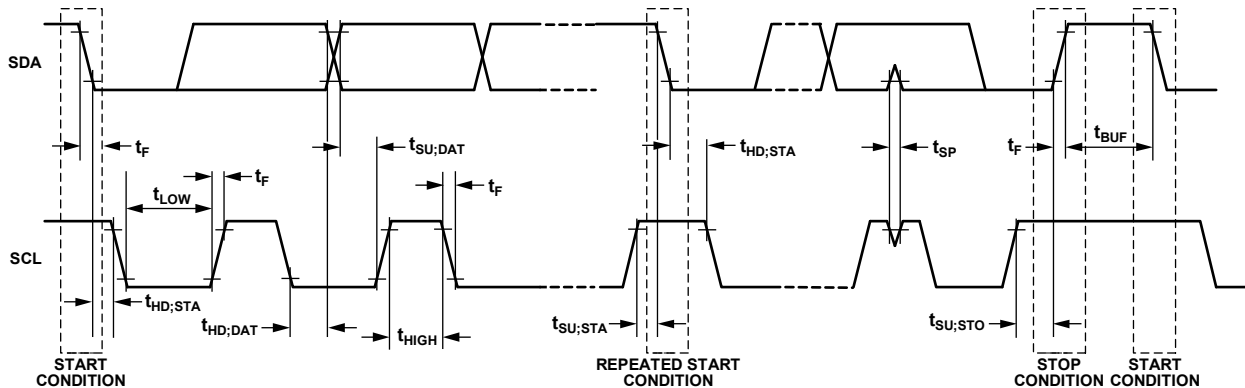 SDA
t_F
t_SU;DAT
t_HD;STA
t_SP
t_F
t_BUF
t_LOW
t_F
t_F
SCL
t_HD;STA
t_HD;DAT
t_HIGH
t_SU;STA
t_SU;STO
START
CONDITION
REPEATED START
CONDITION
STOP
CONDITION
START
CONDITION